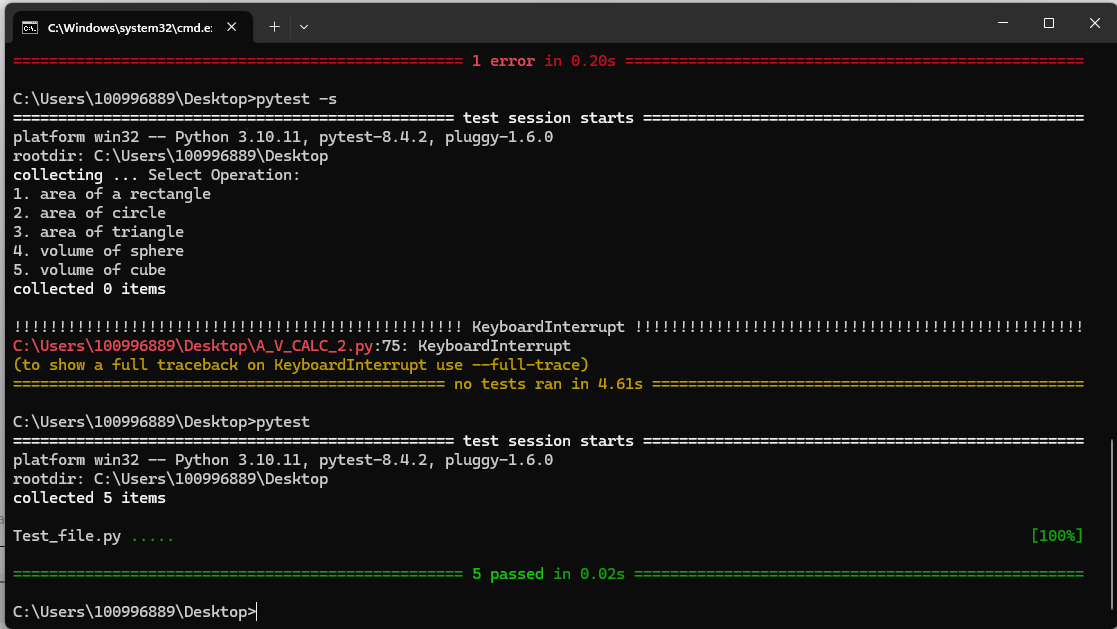 C:\Windows\system32\cmd.e:
================================================== 1 error in 0.20s ===================================================
C:\Users\100996889\Desktop>pytest -s
================================================= test session starts =================================================
platform win32 -- Python 3.10.11, pytest-8.4.2, pluggy-1.6.0
rootdir: C:\Users\100996889\Desktop
collecting ... Select Operation:
1. area of a rectangle
2. area of circle
3. area of triangle
4. volume of sphere
5. volume of cube
collected 0 items
!!!!!!!!!!!!!!!!!!!!!!!!!!!!!!!!!!!!!!!!!!!!!!!!!! KeyboardInterrupt !!!!!!!!!!!!!!!!!!!!!!!!!!!!!!!!!!!!!!!!!!!!!!!!!!
C:\Users\100996889\Desktop\A_V_CALC_2.py:75: KeyboardInterrupt
(to show a full traceback on KeyboardInterrupt use --full-trace)
================================================ no tests ran in 4.61s ================================================
C:\Users\100996889\Desktop>pytest
================================================= test session starts =================================================
platform win32 -- Python 3.10.11, pytest-8.4.2, pluggy-1.6.0
rootdir: C:\Users\100996889\Desktop
collected 5 items
Test_file.py ..... [100%]
================================================== 5 passed in 0.02s ==================================================
C:\Users\100996889\Desktop>